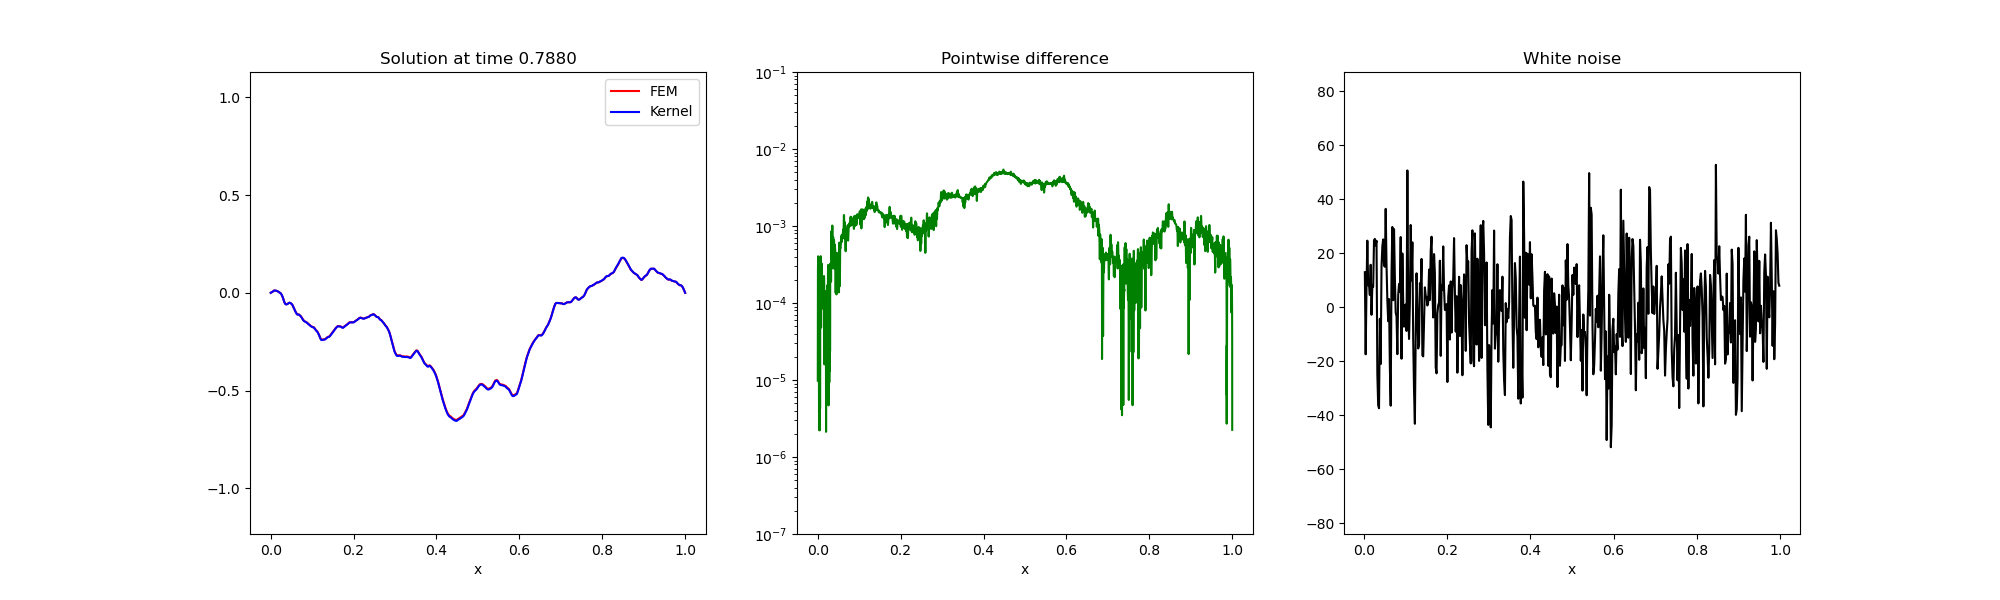 Solution at time 0.7880
1.0
0.5
0.0
−0.5
−1.0
0.0 0.2 0.4 0.6 0.8 1.0
x
FEM
Kernel
Pointwise difference
10⁻¹
10⁻²
10⁻³
10⁻⁴
10⁻⁵
10⁻⁶
10⁻⁷
0.0 0.2 0.4 0.6 0.8 1.0
x
White noise
80
60
40
20
0
−20
−40
−60
−80
0.0 0.2 0.4 0.6 0.8 1.0
x